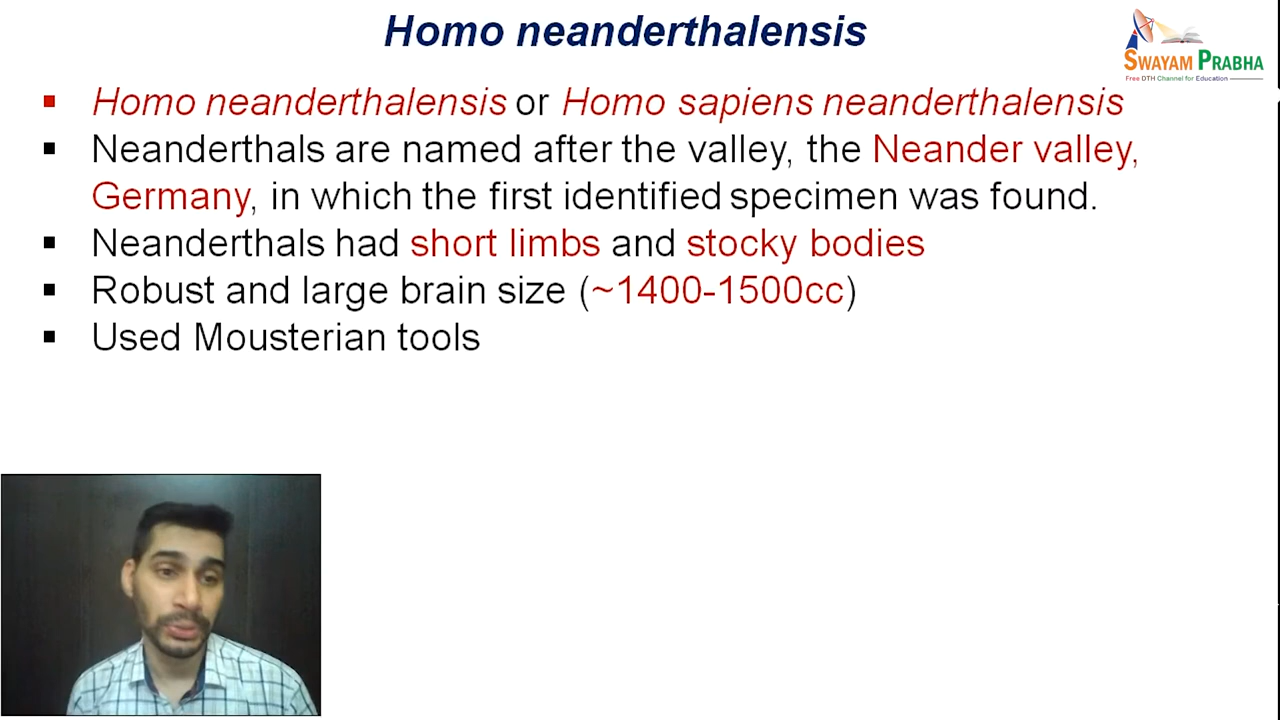 Homo neanderthalensis
SWAYAM PRABHA
Free DTH Channel for Education
▪ Homo neanderthalensis or Homo sapiens neanderthalensis
▪ Neanderthals are named after the valley, the Neander valley,
Germany, in which the first identified specimen was found.
▪ Neanderthals had short limbs and stocky bodies
▪ Robust and large brain size (~1400-1500cc)
▪ Used Mousterian tools